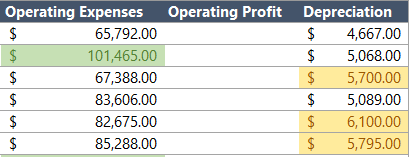 Operating Expenses Operating Profit Depreciation
$ 65,792.00 $ 4,667.00
$ 101,465.00 $ 5,068.00
$ 67,388.00 $ 5,700.00
$ 83,606.00 $ 5,089.00
$ 82,675.00 $ 6,100.00
$ 85,288.00 $ 5,795.00